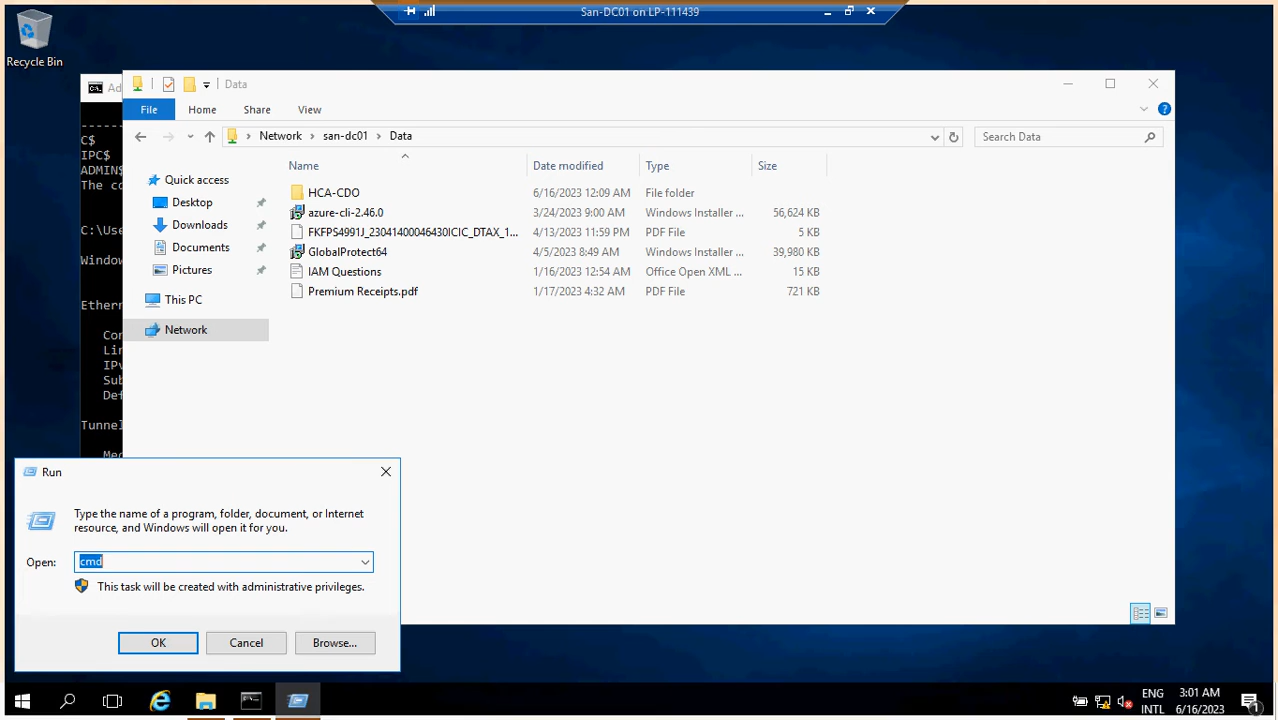 San-DC01 on LP-111439
Recycle Bin
Ad
Data
File Home Share View
Network san-dc01 Data
Search Data
Name Date modified Type Size
Quick access
Desktop
Downloads
Documents
Pictures
This PC
Network
HCA-CDO 6/16/2023 12:09 AM File folder
azure-cli-2.46.0 3/24/2023 9:00 AM Windows Installer ... 56,624 KB
FKFPS4991J_23041400046430ICIC_DTAX_1... 4/13/2023 11:59 PM PDF File 5 KB
GlobalProtect64 4/5/2023 8:49 AM Windows Installer ... 39,980 KB
IAM Questions 1/16/2023 12:54 AM Office Open XML ... 15 KB
Premium Receipts.pdf 1/17/2023 4:32 AM PDF File 721 KB
-----
C$
IPC$
ADMIN$
The co
C:\Use
Window
Ethern
Con
Lin
IPv
Sub
Def
Tunnel
Med
Run
Type the name of a program, folder, document, or Internet
resource, and Windows will open it for you.
Open: cmd
This task will be created with administrative privileges.
OK Cancel Browse...
ENG 3:01 AM
INTL 6/16/2023
1